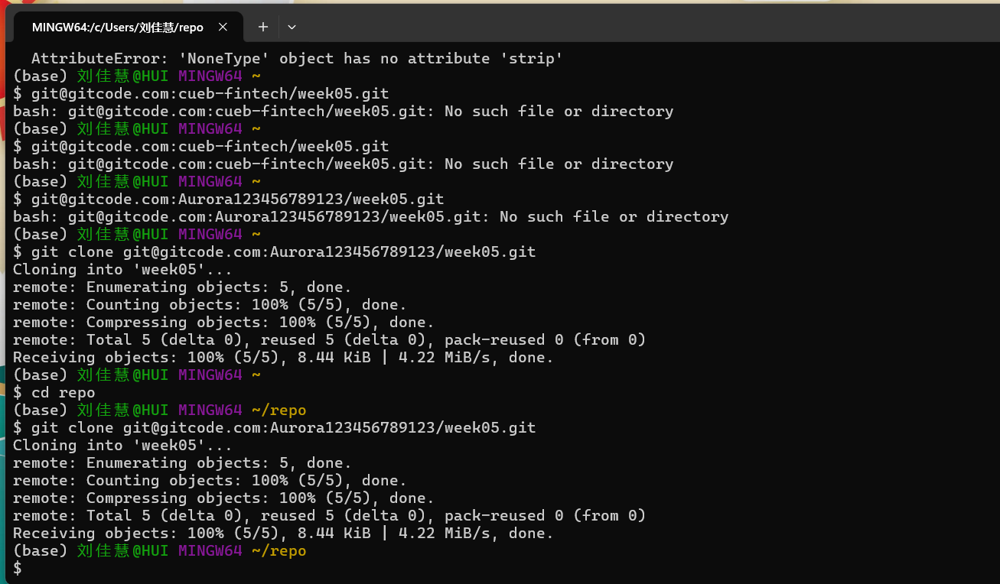 MINGW64:/c/Users/刘佳慧/repo
AttributeError: 'NoneType' object has no attribute 'strip'
(base) 刘佳慧@HUI MINGW64 ~
$ git@gitcode.com:cueb-fintech/week05.git
bash: git@gitcode.com:cueb-fintech/week05.git: No such file or directory
(base) 刘佳慧@HUI MINGW64 ~
$ git@gitcode.com:cueb-fintech/week05.git
bash: git@gitcode.com:cueb-fintech/week05.git: No such file or directory
(base) 刘佳慧@HUI MINGW64 ~
$ git@gitcode.com:Aurora123456789123/week05.git
bash: git@gitcode.com:Aurora123456789123/week05.git: No such file or directory
(base) 刘佳慧@HUI MINGW64 ~
$ git clone git@gitcode.com:Aurora123456789123/week05.git
Cloning into 'week05'...
remote: Enumerating objects: 5, done.
remote: Counting objects: 100% (5/5), done.
remote: Compressing objects: 100% (5/5), done.
remote: Total 5 (delta 0), reused 5 (delta 0), pack-reused 0 (from 0)
Receiving objects: 100% (5/5), 8.44 KiB | 4.22 MiB/s, done.
(base) 刘佳慧@HUI MINGW64 ~
$ cd repo
(base) 刘佳慧@HUI MINGW64 ~/repo
$ git clone git@gitcode.com:Aurora123456789123/week05.git
Cloning into 'week05'...
remote: Enumerating objects: 5, done.
remote: Counting objects: 100% (5/5), done.
remote: Compressing objects: 100% (5/5), done.
remote: Total 5 (delta 0), reused 5 (delta 0), pack-reused 0 (from 0)
Receiving objects: 100% (5/5), 8.44 KiB | 4.22 MiB/s, done.
(base) 刘佳慧@HUI MINGW64 ~/repo
$